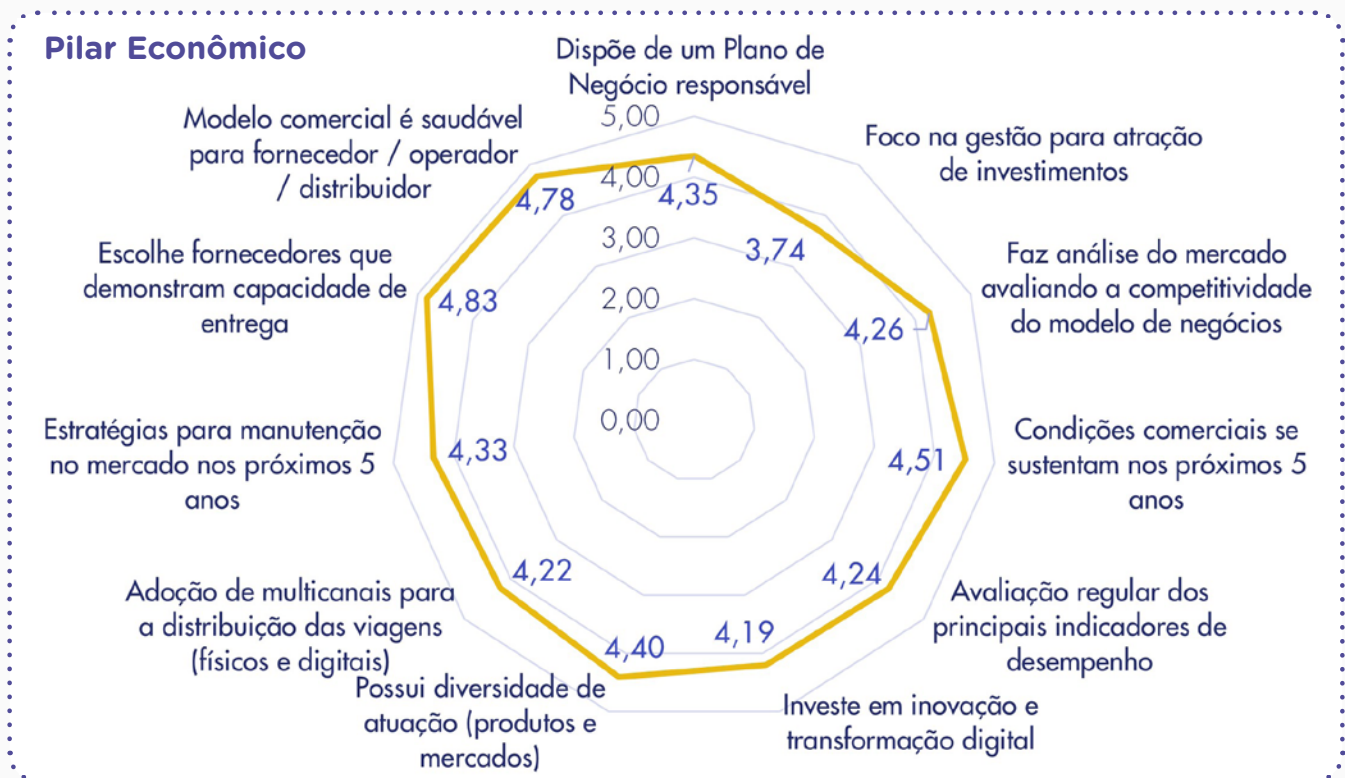 Pilar Econômico
Dispõe de um Plano de
Negócio responsável
Foco na gestão para atração
de investimentos
Faz análise do mercado
avaliando a competitividade
do modelo de negócios
Condições comerciais se
sustentam nos próximos 5
anos
Avaliação regular dos
principais indicadores de
desempenho
Investe em inovação e
transformação digital
Possui diversidade de
atuação (produtos e
mercados)
Adoção de multicanais para
a distribuição das viagens
(físicos e digitais)
Estratégias para manutenção
no mercado nos próximos 5
anos
Escolhe fornecedores que
demonstram capacidade de
entrega
Modelo comercial é saudável
para fornecedor / operador
/ distribuidor
5,00
4,00
3,00
2,00
1,00
0,00
4,35
3,74
4,26
4,51
4,24
4,19
4,40
4,22
4,33
4,83
4,78